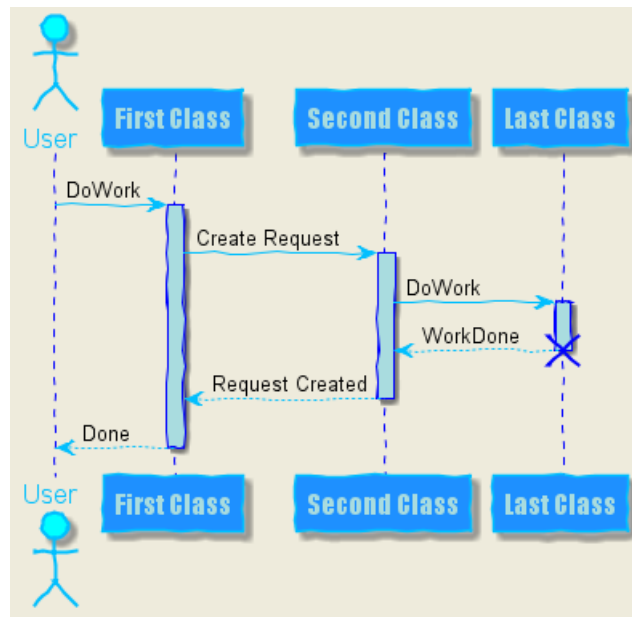 User
First Class
Second Class
Last Class
DoWork
Create Request
DoWork
WorkDone
Request Created
Done
User
First Class
Second Class
Last Class